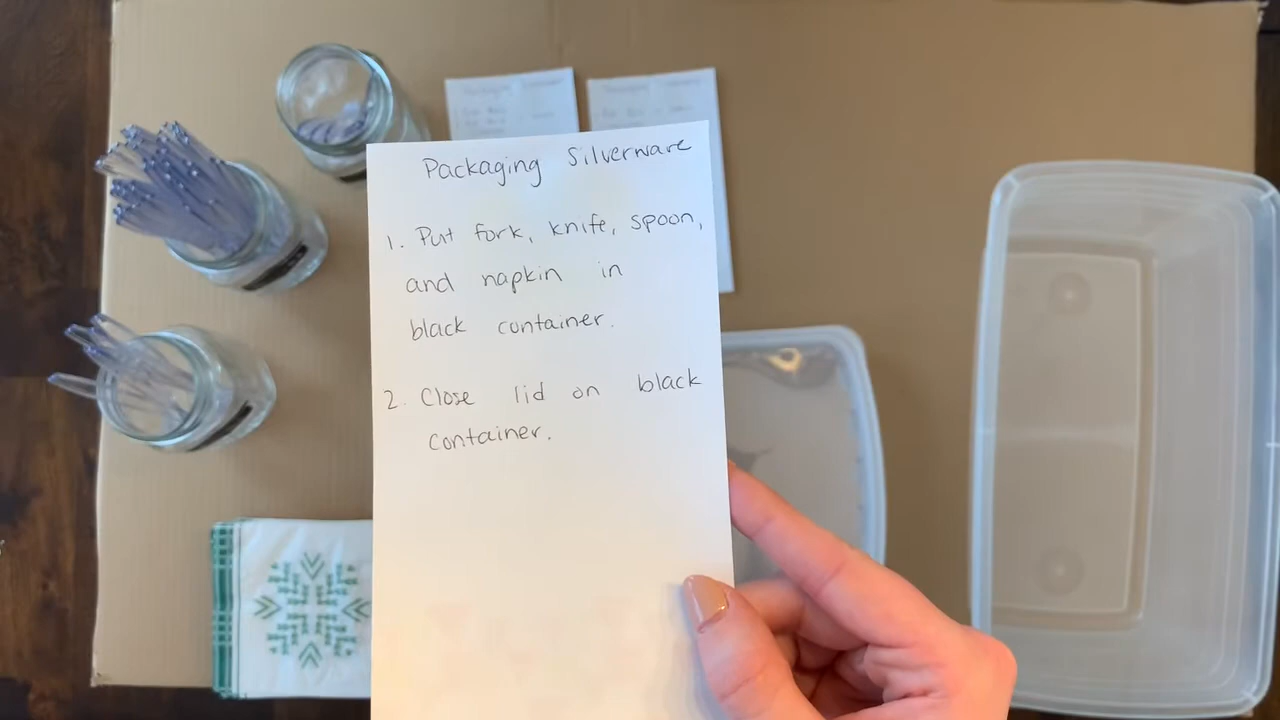 Packaging Silverware
1. Put fork, knife, spoon,
and napkin in
black container.
2. Close lid on black
container.